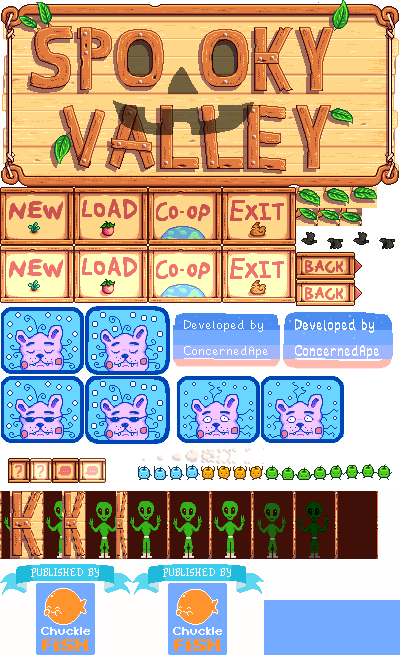 SPOOKY
VALLEY
NEW LOAD CO-OP EXIT
NEW LOAD CO-OP EXIT
BACK
BACK
Developed by
ConcernedApe
Developed by
ConcernedApe
? ?
K K
PUBLISHED BY
PUBLISHED BY
Chuckle
FISH
Chuckle
FISH